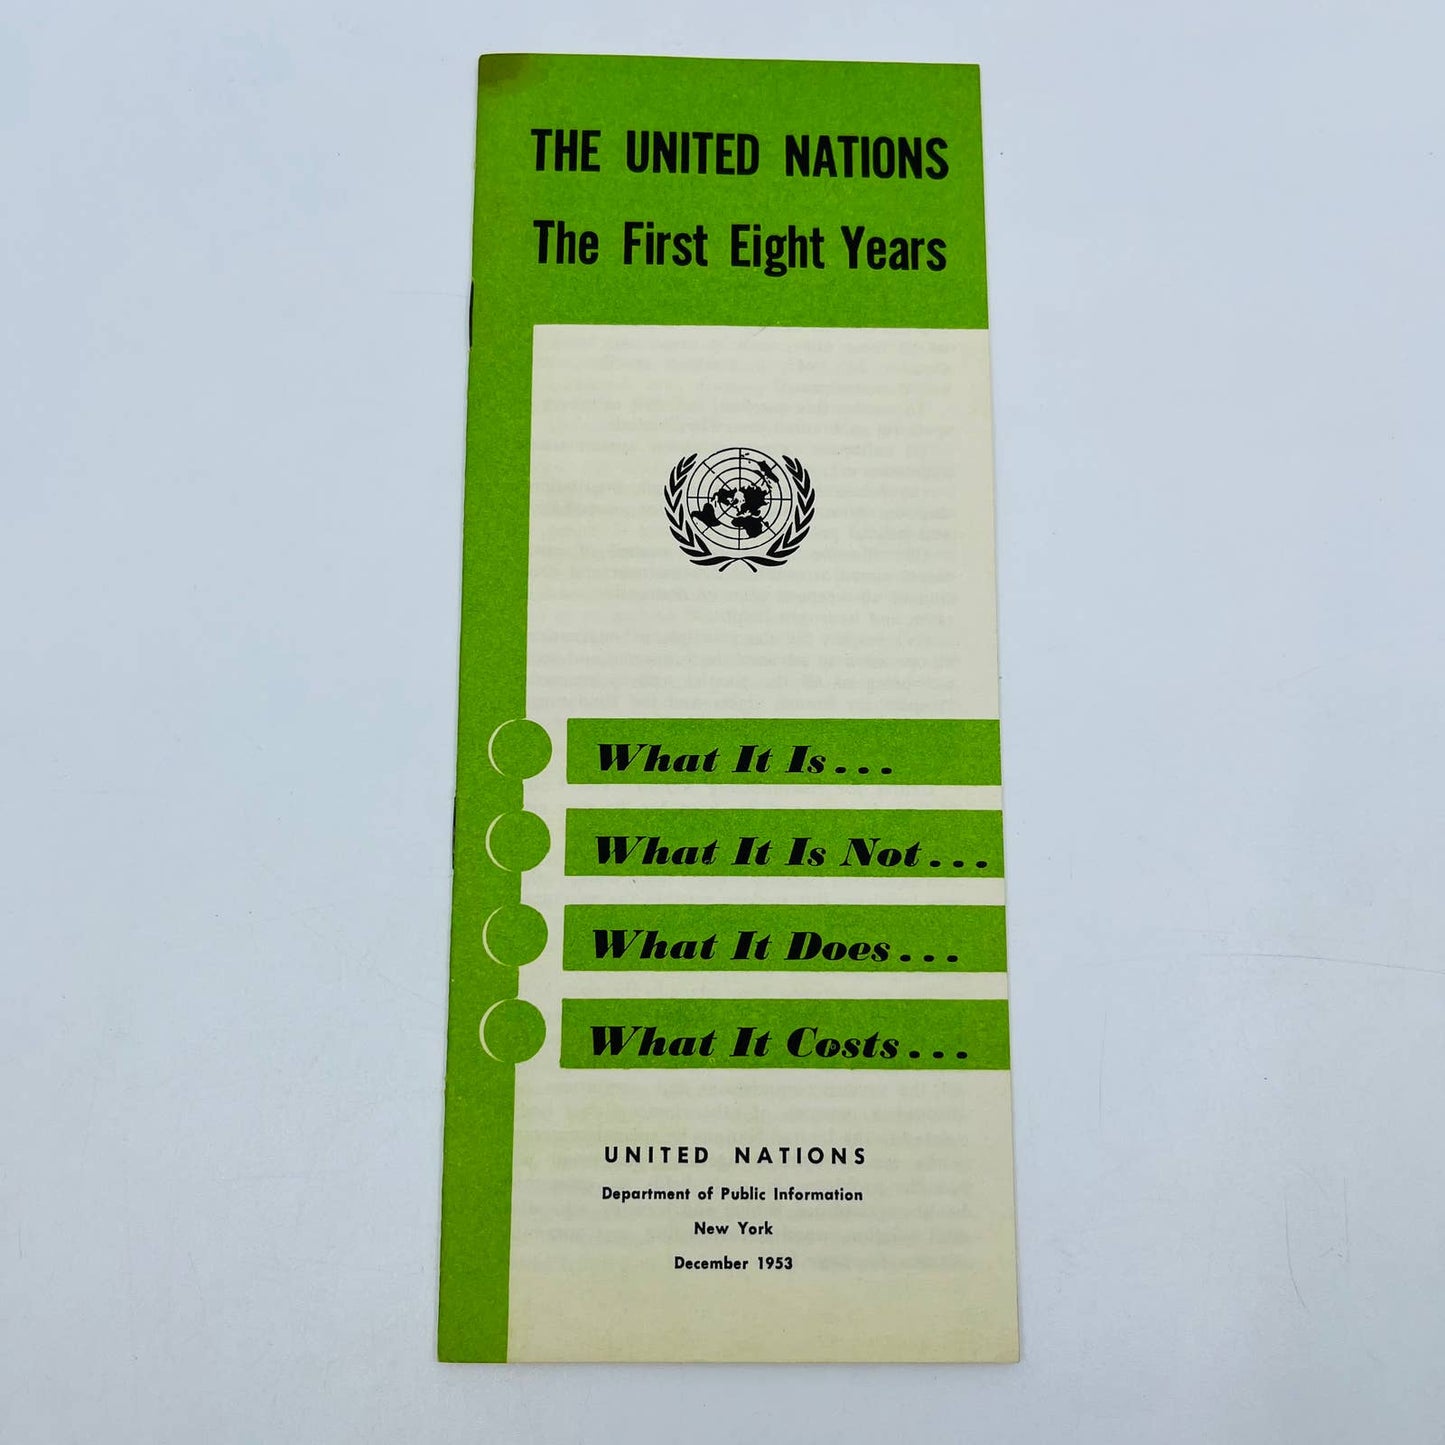 THE UNITED NATIONS
The First Eight Years
What It Is...
What It Is Not...
What It Does...
What It Costs...
UNITED NATIONS
Department of Public Information
New York
December 1953